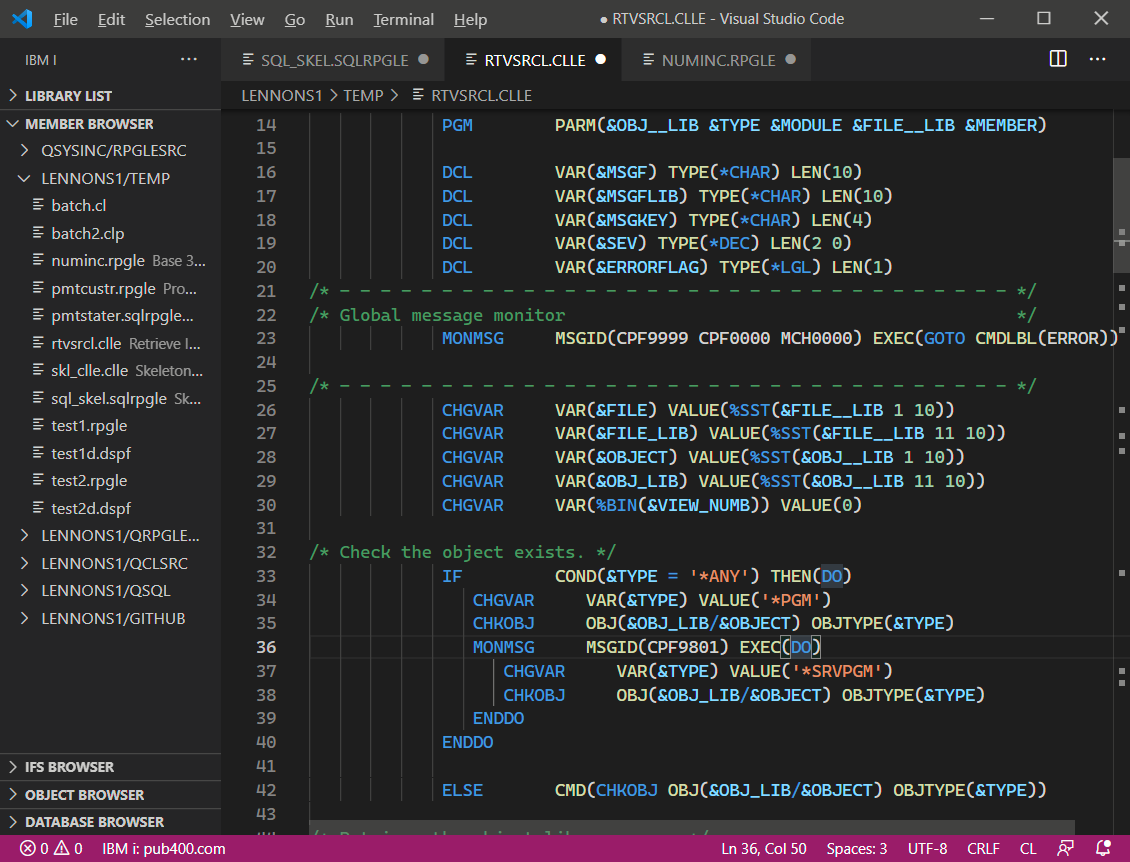 File Edit Selection View Go Run Terminal Help ● RTVSRCL.CLLE - Visual Studio Code
IBM I ···
SQL_SKEL.SQLRPGLE ● RTVSRCL.CLLE ● NUMINC.RPGLE ●
LENNONS1 > TEMP > RTVSRCL.CLLE
LIBRARY LIST
MEMBER BROWSER
QSYSINC/RPGLESRC
LENNONS1/TEMP
batch.cl
batch2.clp
numinc.rpgle Base 3...
pmtcustr.rpgle Pro...
pmtstater.sqlrpgle...
rtvsrcl.clle Retrieve I...
skl_clle.clle Skeleton...
sql_skel.sqlrpgle Sk...
test1.rpgle
test1d.dspf
test2.rpgle
test2d.dspf
LENNONS1/QRPGLE...
LENNONS1/QCLSRC
LENNONS1/QSQL
LENNONS1/GITHUB
IFS BROWSER
OBJECT BROWSER
DATABASE BROWSER
14 PGM PARM(&OBJ__LIB &TYPE &MODULE &FILE__LIB &MEMBER)
15
16 DCL VAR(&MSGF) TYPE(*CHAR) LEN(10)
17 DCL VAR(&MSGFLIB) TYPE(*CHAR) LEN(10)
18 DCL VAR(&MSGKEY) TYPE(*CHAR) LEN(4)
19 DCL VAR(&SEV) TYPE(*DEC) LEN(2 0)
20 DCL VAR(&ERRORFLAG) TYPE(*LGL) LEN(1)
21 /* - - - - - - - - - - - - - - - - - - - - - - - - - - - - - - - - - */
22 /* Global message monitor */
23 MONMSG MSGID(CPF9999 CPF0000 MCH0000) EXEC(GOTO CMDLBL(ERROR))
24
25 /* - - - - - - - - - - - - - - - - - - - - - - - - - - - - - - - - - */
26 CHGVAR VAR(&FILE) VALUE(%SST(&FILE__LIB 1 10))
27 CHGVAR VAR(&FILE_LIB) VALUE(%SST(&FILE__LIB 11 10))
28 CHGVAR VAR(&OBJECT) VALUE(%SST(&OBJ__LIB 1 10))
29 CHGVAR VAR(&OBJ_LIB) VALUE(%SST(&OBJ__LIB 11 10))
30 CHGVAR VAR(%BIN(&VIEW_NUMB)) VALUE(0)
31
32 /* Check the object exists. */
33 IF COND(&TYPE = '*ANY') THEN(DO)
34 CHGVAR VAR(&TYPE) VALUE('*PGM')
35 CHKOBJ OBJ(&OBJ_LIB/&OBJECT) OBJTYPE(&TYPE)
36 MONMSG MSGID(CPF9801) EXEC(DO)
37 CHGVAR VAR(&TYPE) VALUE('*SRVPGM')
38 CHKOBJ OBJ(&OBJ_LIB/&OBJECT) OBJTYPE(&TYPE)
39 ENDDO
40 ENDDO
41
42 ELSE CMD(CHKOBJ OBJ(&OBJ_LIB/&OBJECT) OBJTYPE(&TYPE))
43
0 0 IBM i: pub400.com Ln 36, Col 50 Spaces: 3 UTF-8 CRLF CL